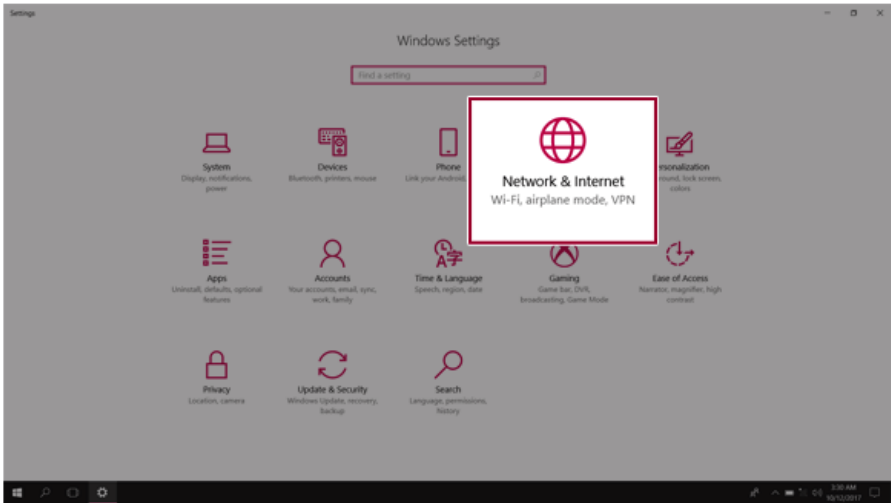 Settings
Windows Settings
Find a setting
System
Display, notifications,
power
Devices
Bluetooth, printers, mouse
Phone
Link your Android,
Network & Internet
Wi-Fi, airplane mode, VPN
ersonalization
round, lock screen,
colors
Apps
Uninstall, defaults, optional
features
Accounts
Your accounts, email, sync,
work, family
Time & Language
Speech, region, date
Gaming
Game bar, DVR,
broadcasting, Game Mode
Ease of Access
Narrator, magnifier, high
contrast
Privacy
Location, camera
Update & Security
Windows Update, recovery,
backup
Search
Language, permissions,
history
3:30 AM
10/12/2017